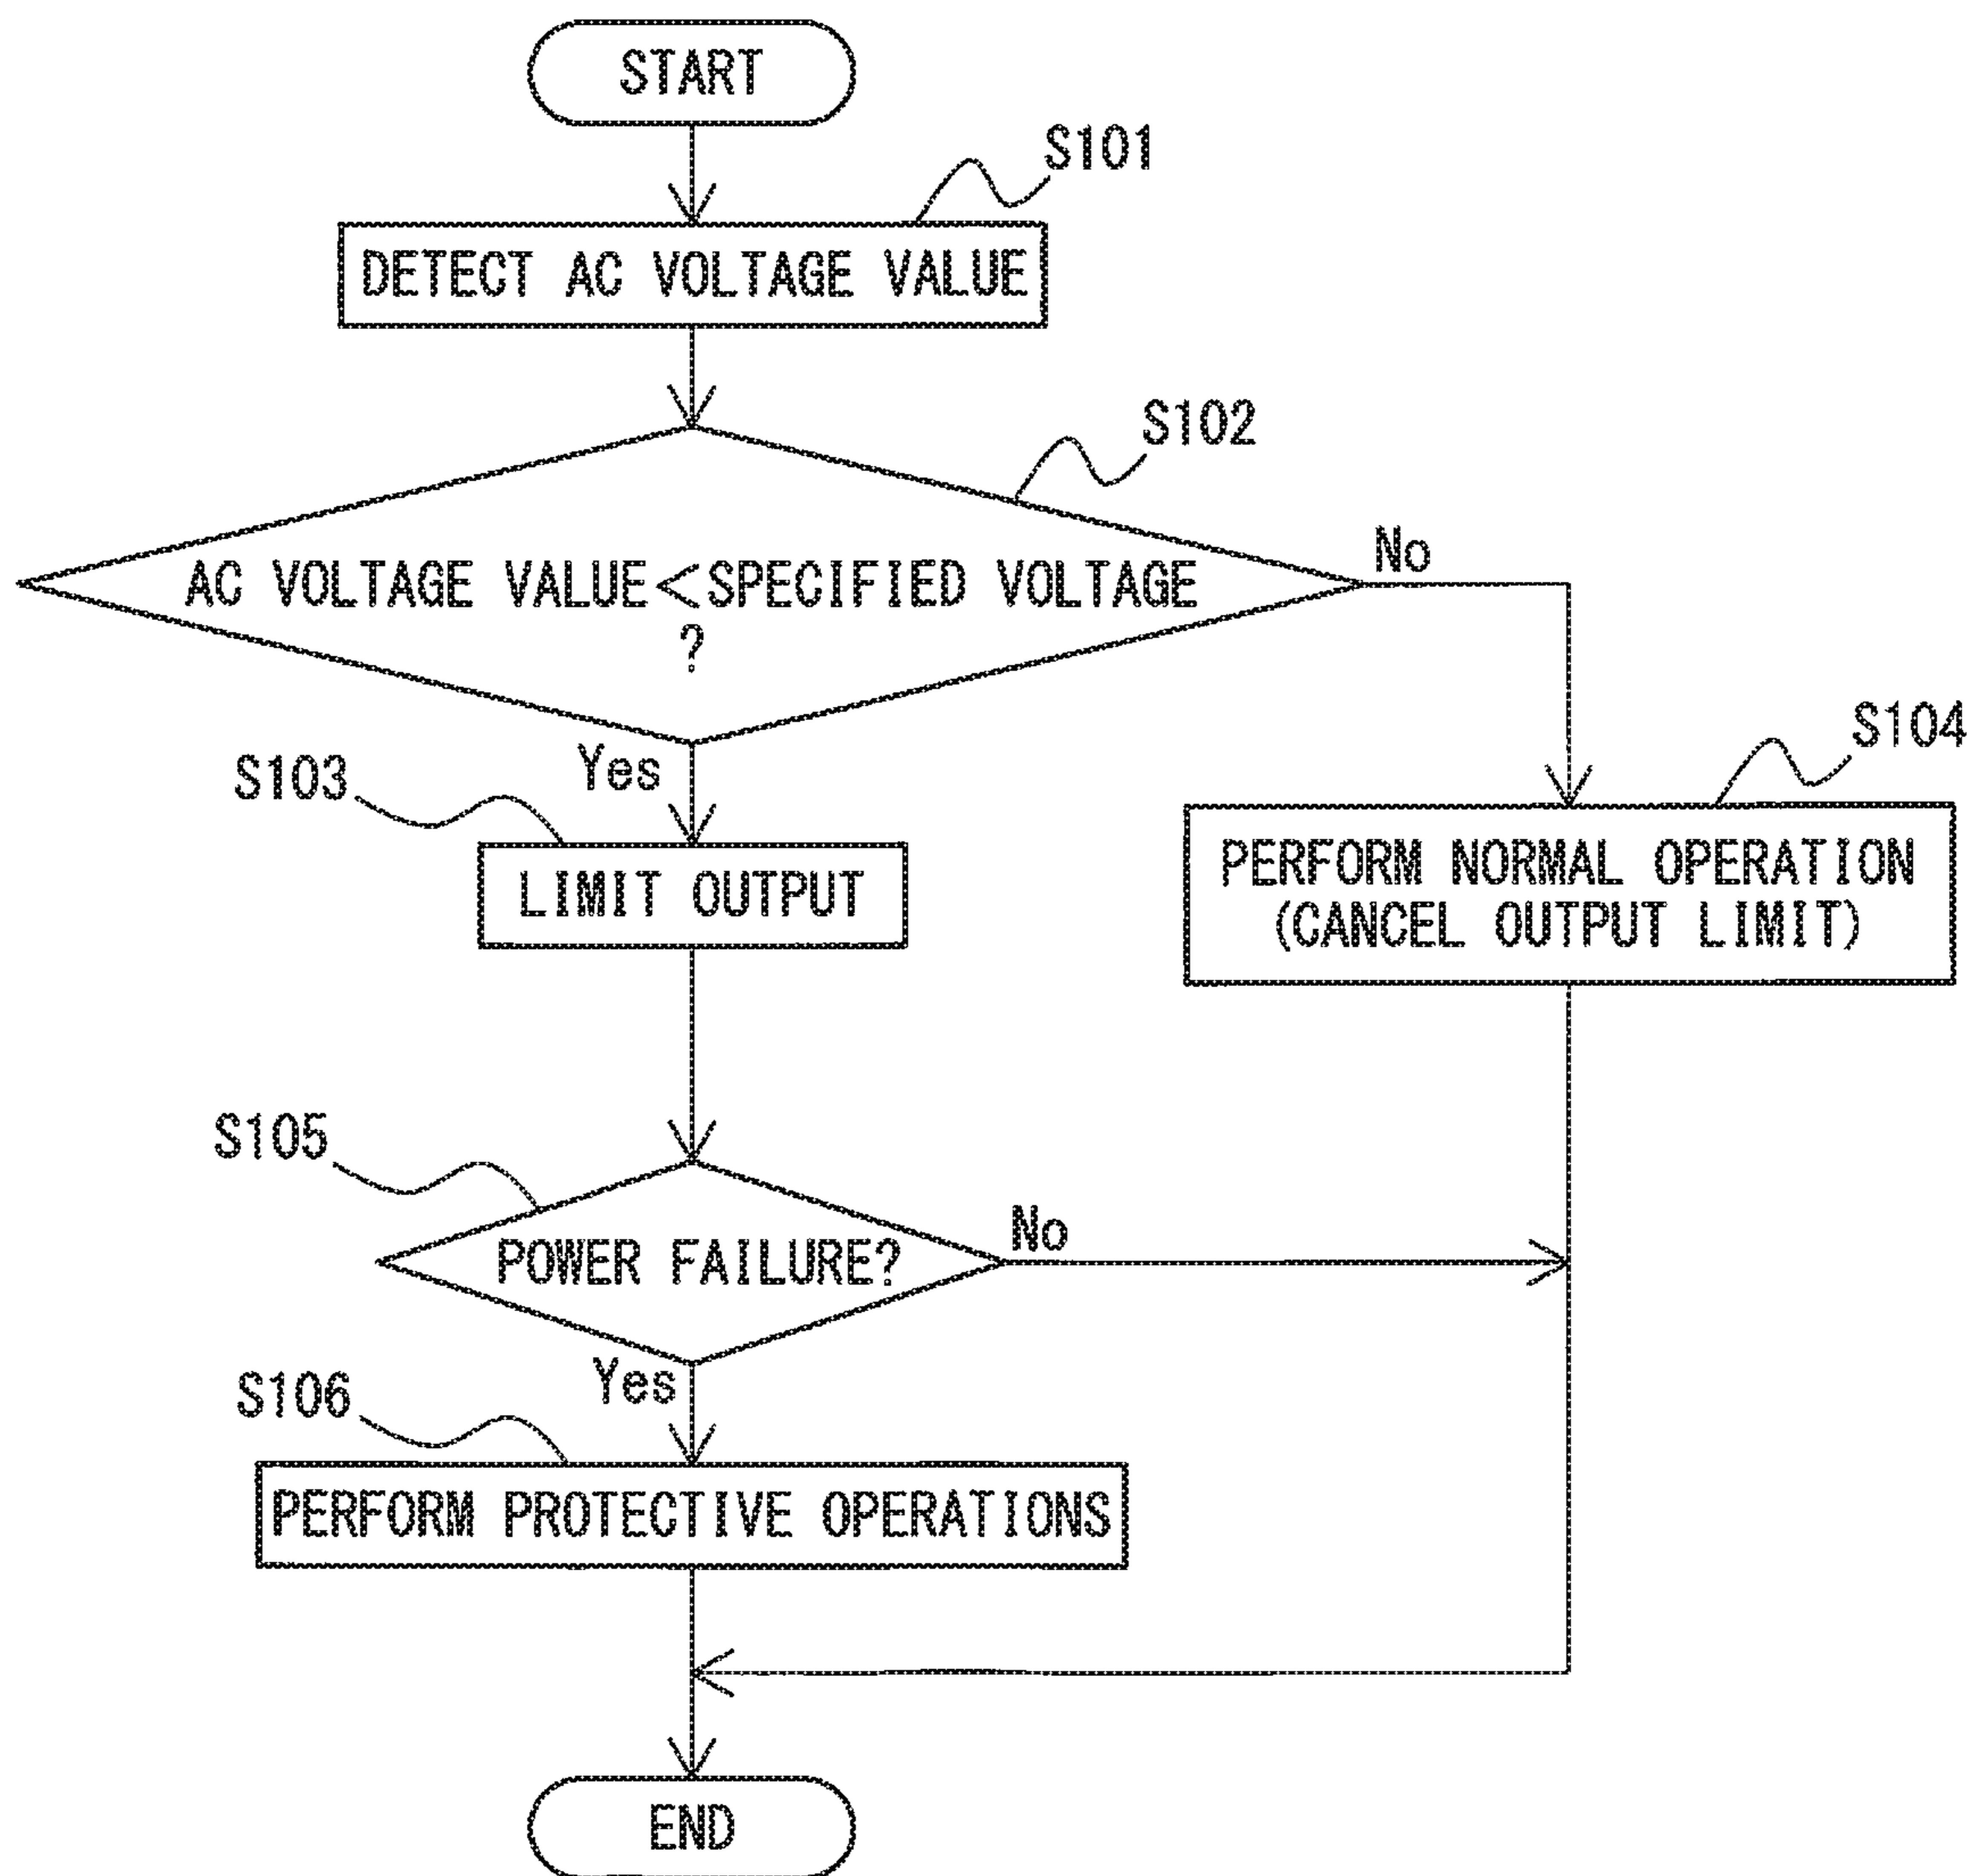 START
S101
DETECT AC VOLTAGE VALUE
S102
AC VOLTAGE VALUE<SPECIFIED VOLTAGE
?
No
Yes
S103
LIMIT OUTPUT
S104
PERFORM NORMAL OPERATION
(CANCEL OUTPUT LIMIT)
S105
POWER FAILURE?
No
Yes
S106
PERFORM PROTECTIVE OPERATIONS
END